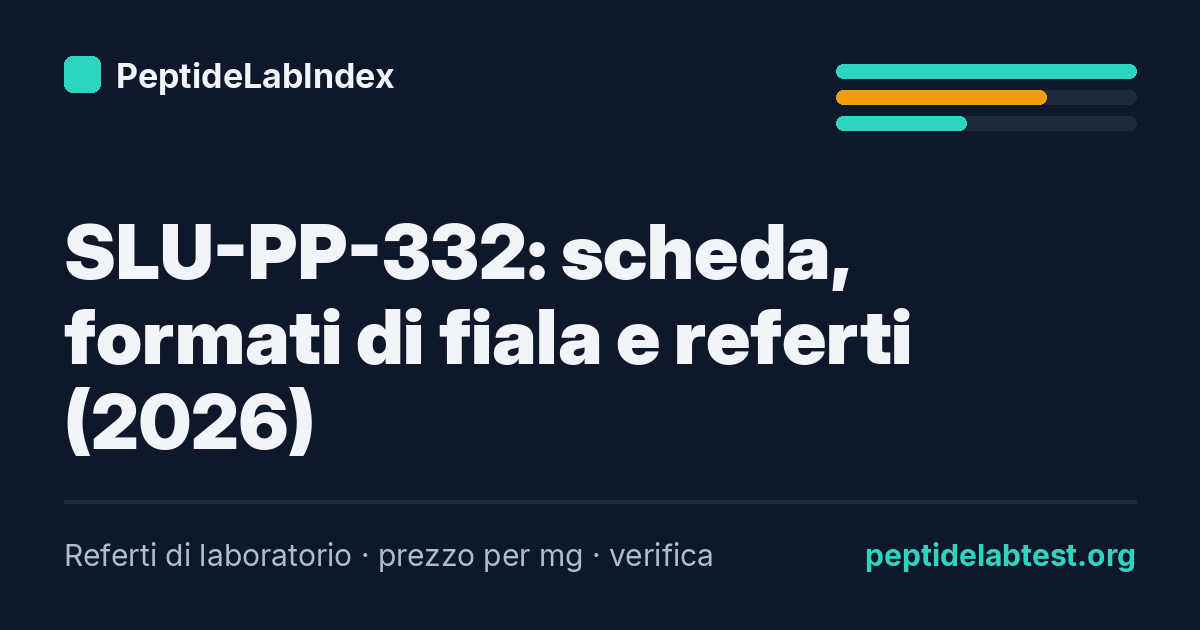 PeptideLabIndex
SLU-PP-332: scheda,
formati di fiala e referti
(2026)
Referti di laboratorio · prezzo per mg · verifica
peptidelabtest.org